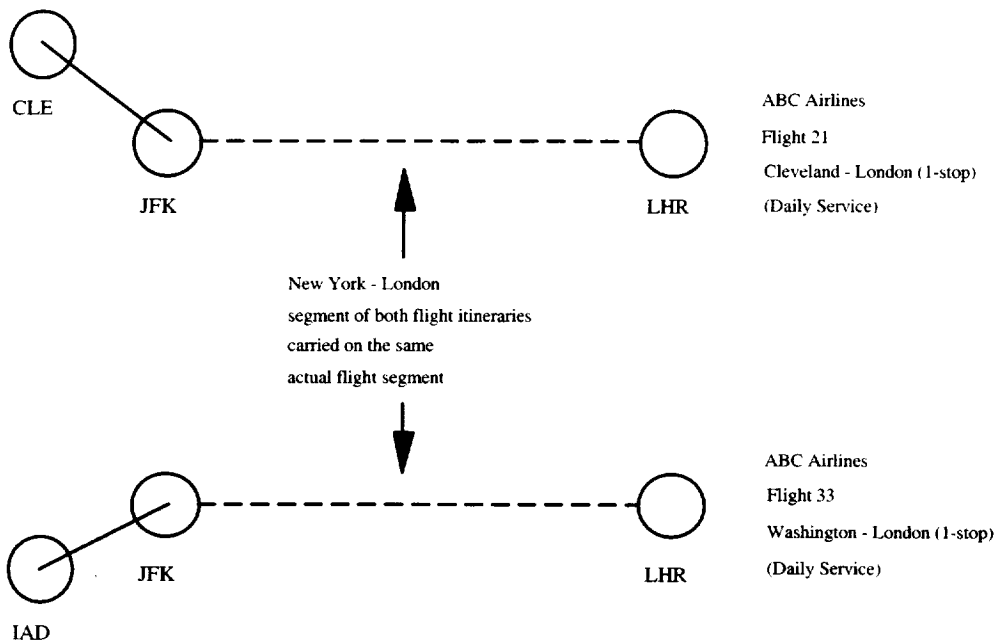 CLE
JFK
LHR
ABC Airlines
Flight 21
Cleveland - London (1-stop)
(Daily Service)
New York - London
segment of both flight itineraries
carried on the same
actual flight segment
JFK
IAD
LHR
ABC Airlines
Flight 33
Washington - London (1-stop)
(Daily Service)